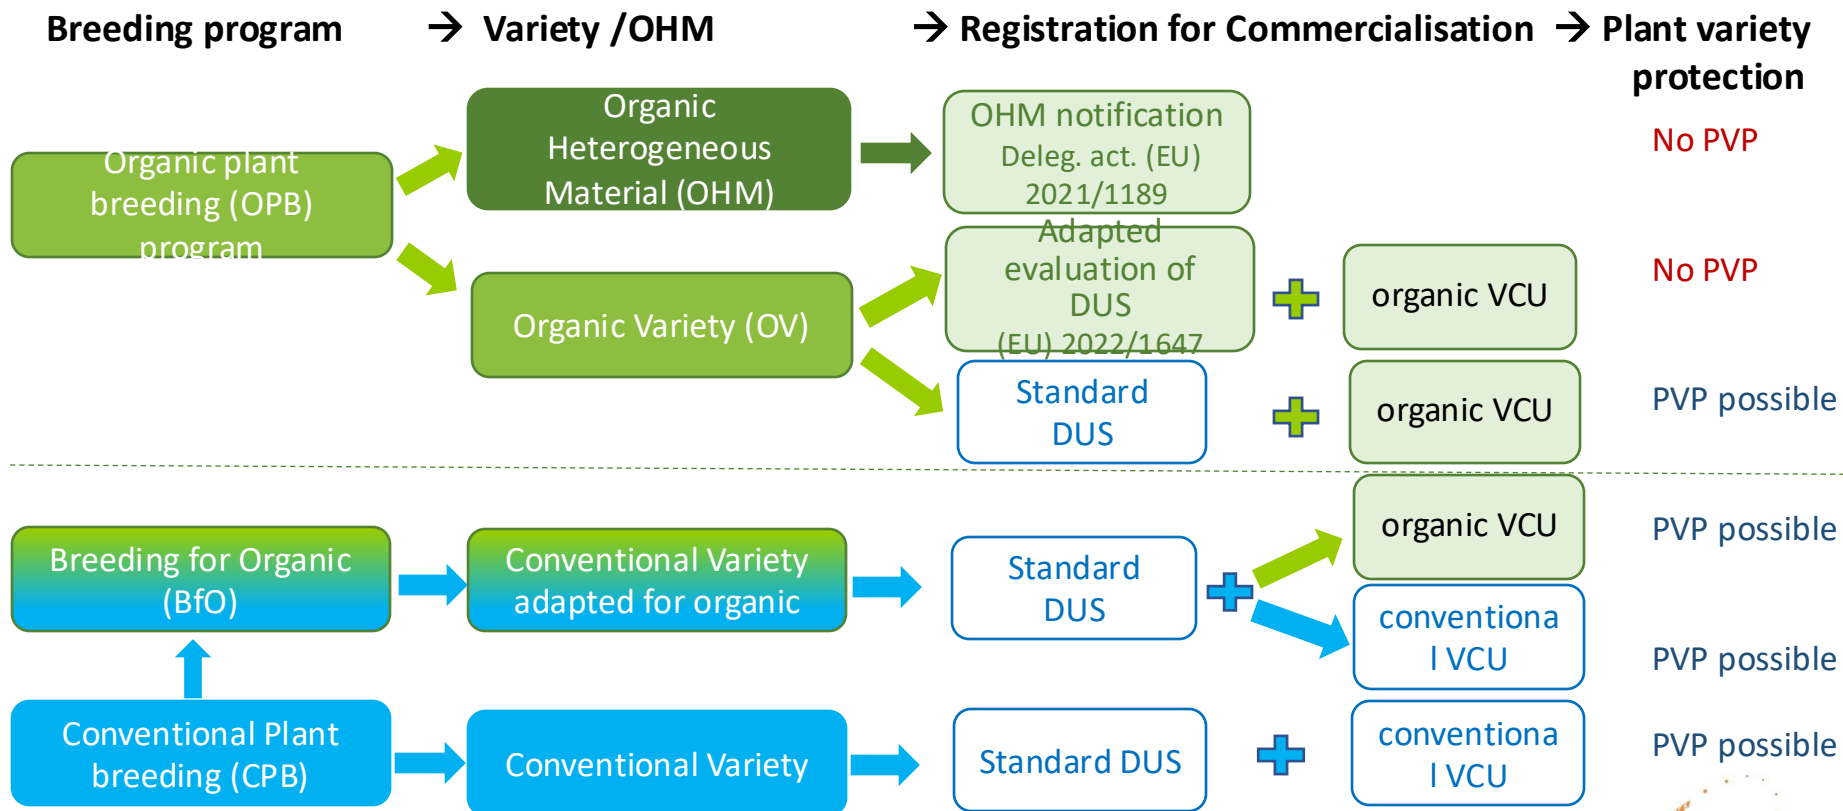 Breeding program → Variety /OHM → Registration for Commercialisation → Plant variety
protection
Organic plant
breeding (OPB)
program
Organic
Heterogeneous
Material (OHM)
OHM notification
Deleg. act. (EU)
2021/1189
No PVP
Organic Variety (OV)
Adapted
evaluation of
DUS
(EU) 2022/1647
organic VCU
No PVP
Standard
DUS
organic VCU
PVP possible
Breeding for Organic
(BfO)
Conventional Variety
adapted for organic
Standard
DUS
organic VCU
PVP possible
conventiona
l VCU
PVP possible
Conventional Plant
breeding (CPB)
Conventional Variety
Standard DUS
conventiona
l VCU
PVP possible